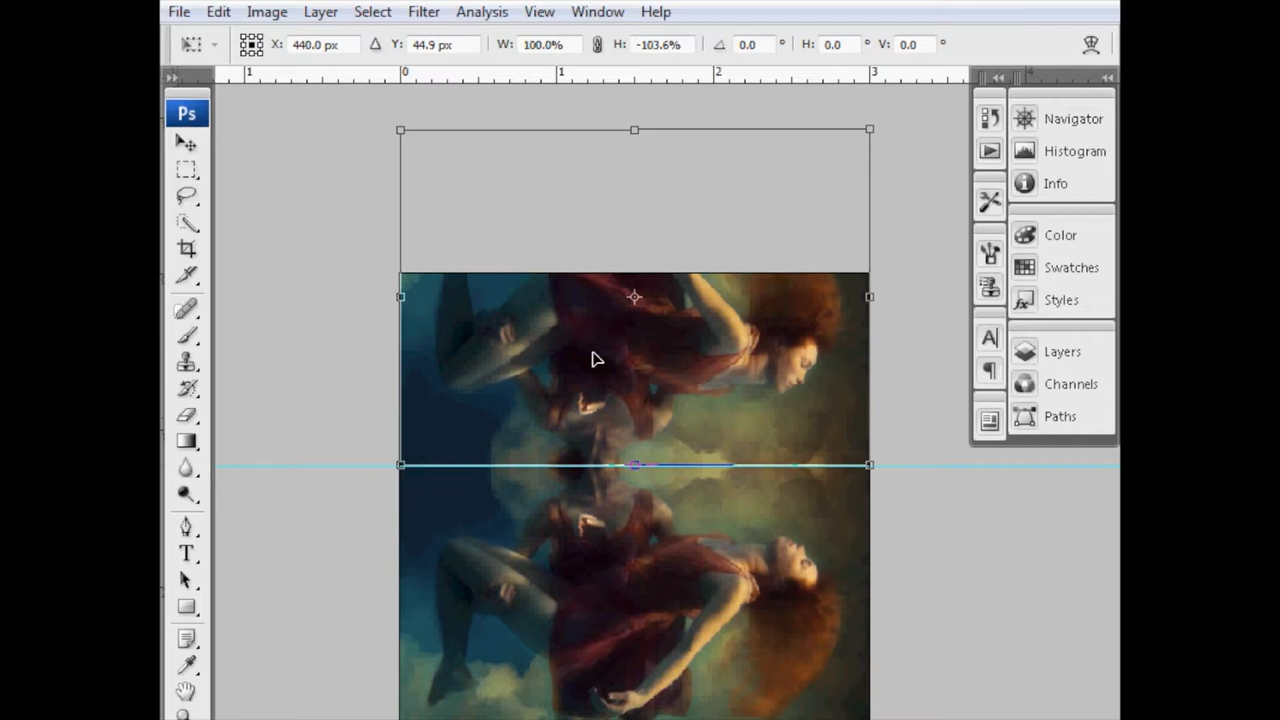 File Edit Image Layer Select Filter Analysis View Window Help
X: 440.0 px Y: 44.9 px W: 100.0% H: -103.6% 0.0 ° H: 0.0 ° V: 0.0 °
1 0 1 2 3 4
Ps
Navigator
Histogram
Info
Color
Swatches
Styles
Layers
Channels
Paths